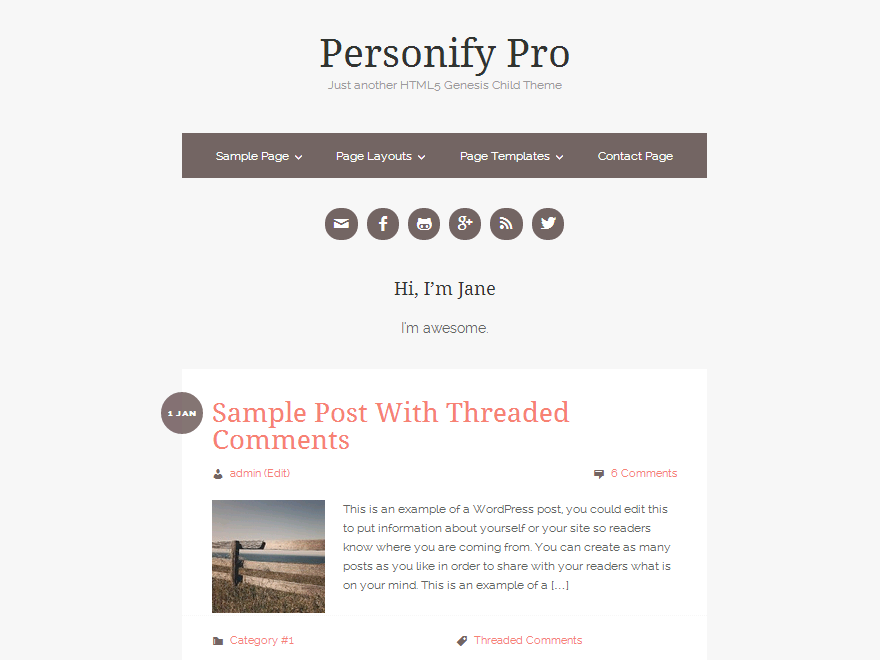 Personify Pro
Just another HTML5 Genesis Child Theme
Sample Page Page Layouts Page Templates Contact Page
Hi, I'm Jane
I'm awesome.
1 JAN
Sample Post With Threaded
Comments
admin (Edit) 6 Comments
This is an example of a WordPress post, you could edit this
to put information about yourself or your site so readers
know where you are coming from. You can create as many
posts as you like in order to share with your readers what is
on your mind. This is an example of a […]
Category #1 Threaded Comments